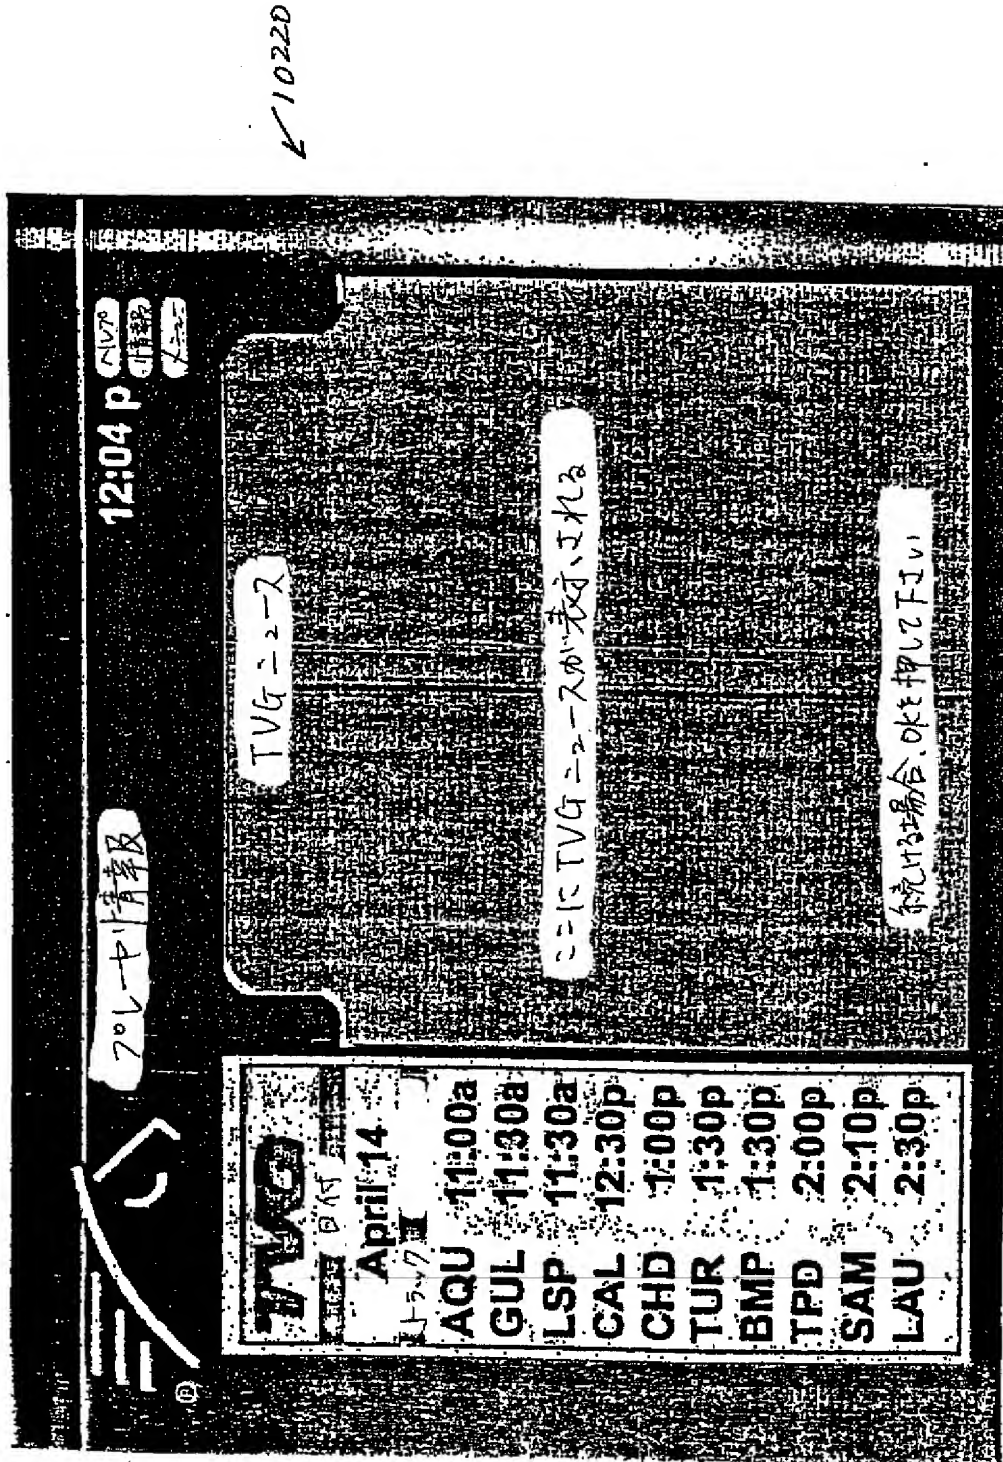 10220
プレーヤ情報
12:04 p
ヘルプ
情報
メニュー
TVG
日付
April 14
トラック
AQU 11:00a
GUL 11:30a
LSP 11:30a
CAL 12:30p
CHD 1:00p
TUR 1:30p
BMP 1:30p
TPD 2:00p
SAM 2:10p
LAU 2:30p
TVGニュース
ここにTVGニュースが表示される
続ける場合、OKを押して下さい
®